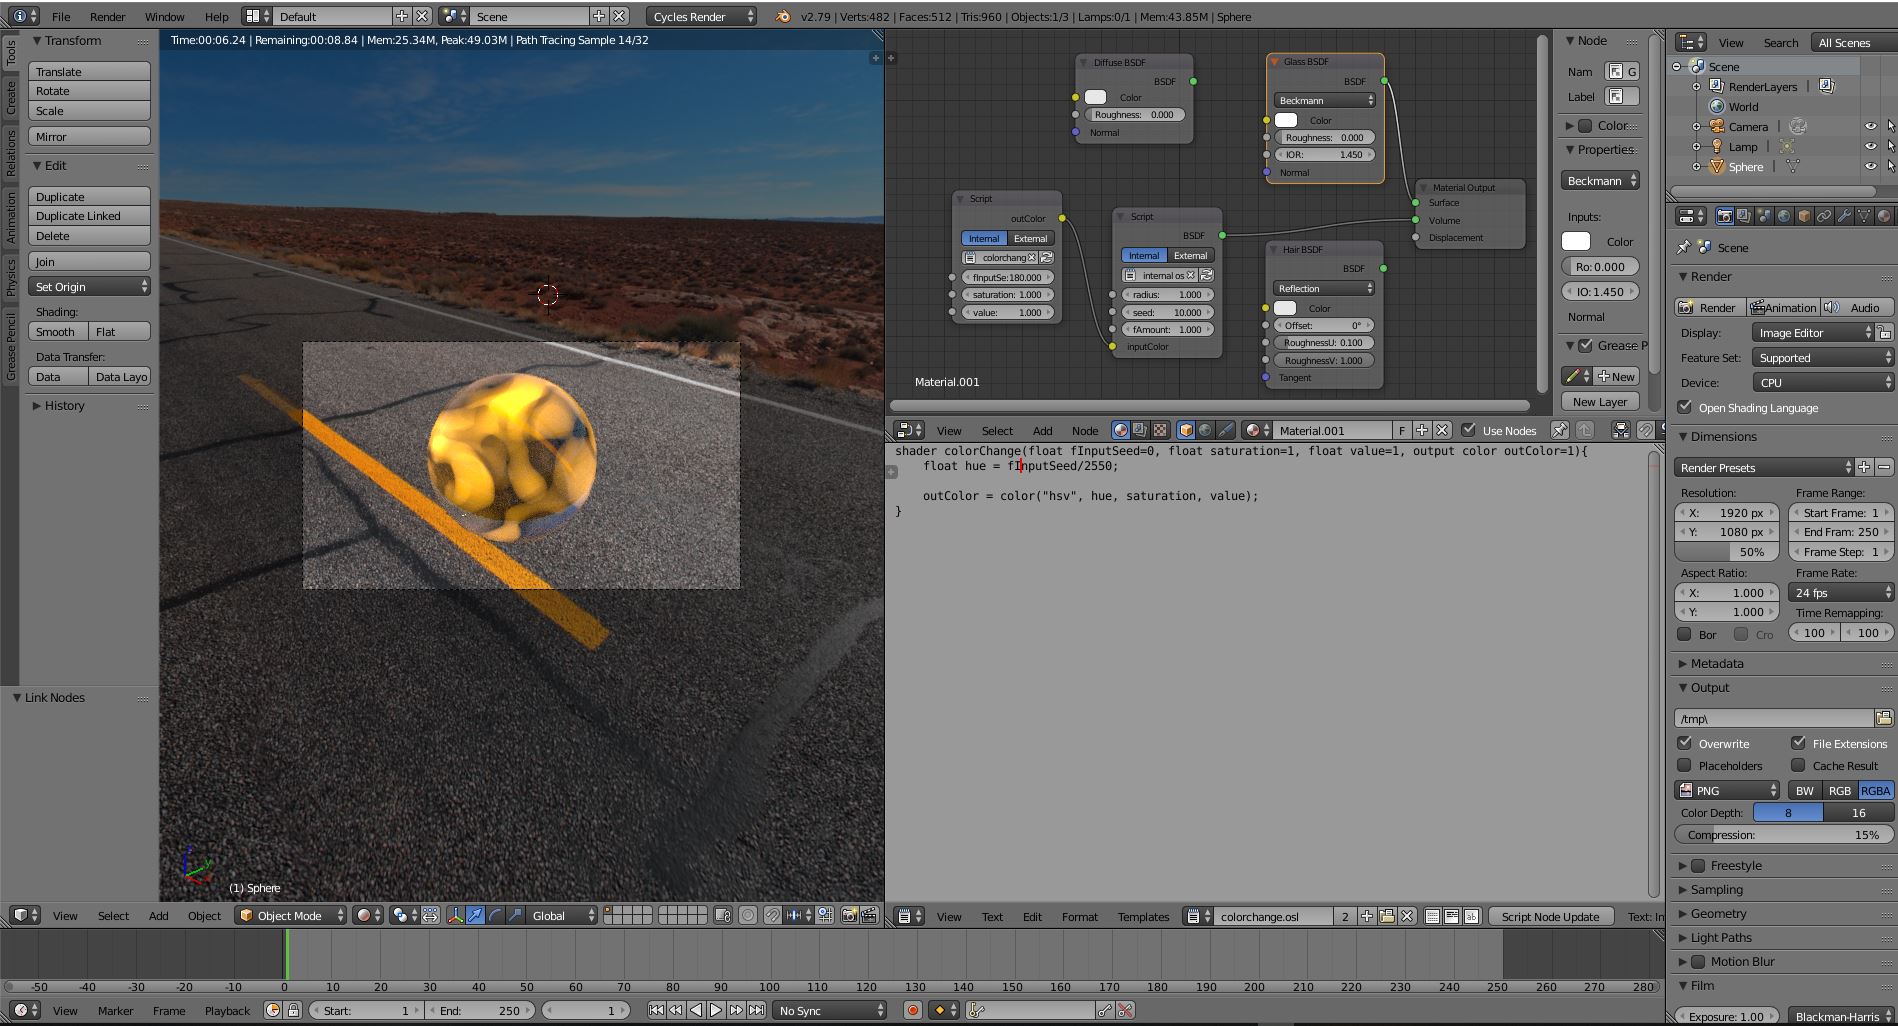 File Render Window Help Default Scene Cycles Render v2.79 | Verts:482 | Faces:512 | Tris:960 | Objects:1/3 | Lamps:0/1 | Mem:43.85M | Sphere
Tools
Create
Relations
Animation
Physics
Grease Pencil
Transform
Translate
Rotate
Scale
Mirror
Edit
Duplicate
Duplicate Linked
Delete
Join
Set Origin
Shading:
Smooth Flat
Data Transfer:
Data Data Layo
History
Link Nodes
Time:00:06.24 | Remaining:00:08.84 | Mem:25.34M, Peak:49.03M | Path Tracing Sample 14/32
(1) Sphere
View Select Add Object Object Mode Global
Diffuse BSDF
BSDF
Color
Roughness: 0.000
Normal
Glass BSDF
BSDF
Beckmann
Color
Roughness: 0.000
IOR: 1.450
Normal
Script
outColor
Internal External
colorchang
fInputSe:180.000
saturation: 1.000
value: 1.000
Script
BSDF
Internal External
internal os
radius: 1.000
seed: 10.000
fAmount: 1.000
inputColor
Hair BSDF
BSDF
Reflection
Color
Offset: 0°
RoughnessU: 0.100
RoughnessV: 1.000
Tangent
Material Output
Surface
Volume
Displacement
Material.001
Node
Nam G
Label
Color
Properties
Beckmann
Inputs:
Color
Ro:0.000
IO:1.450
Normal
Grease P
New
New Layer
View Select Add Node Material.001 F Use Nodes
shader colorChange(float fInputSeed=0, float saturation=1, float value=1, output color outColor=1){
float hue = fInputSeed/2550;
outColor = color("hsv", hue, saturation, value);
}
View Text Edit Format Templates colorchange.osl 2 Script Node Update Text: In
View Search All Scenes
Scene
RenderLayers
World
Camera
Lamp
Sphere
Scene
Render
Render Animation Audio
Display: Image Editor
Feature Set: Supported
Device: CPU
Open Shading Language
Dimensions
Render Presets
Resolution: Frame Range:
X: 1920 px Start Frame: 1
Y: 1080 px End Fram: 250
50% Frame Step: 1
Aspect Ratio: Frame Rate:
X: 1.000 24 fps
Y: 1.000 Time Remapping:
Bor Cro 100 100
Metadata
Output
/tmp\
Overwrite File Extensions
Placeholders Cache Result
PNG BW RGB RGBA
Color Depth: 8 16
Compression: 15%
Freestyle
Sampling
Geometry
Light Paths
Motion Blur
Film
Exposure: 1.00 Blackman-Harris
-50 -40 -30 -20 -10 0 10 20 30 40 50 60 70 80 90 100 110 120 130 140 150 160 170 180 190 200 210 220 230 240 250 260 270 280
View Marker Frame Playback Start: 1 End: 250 1 No Sync